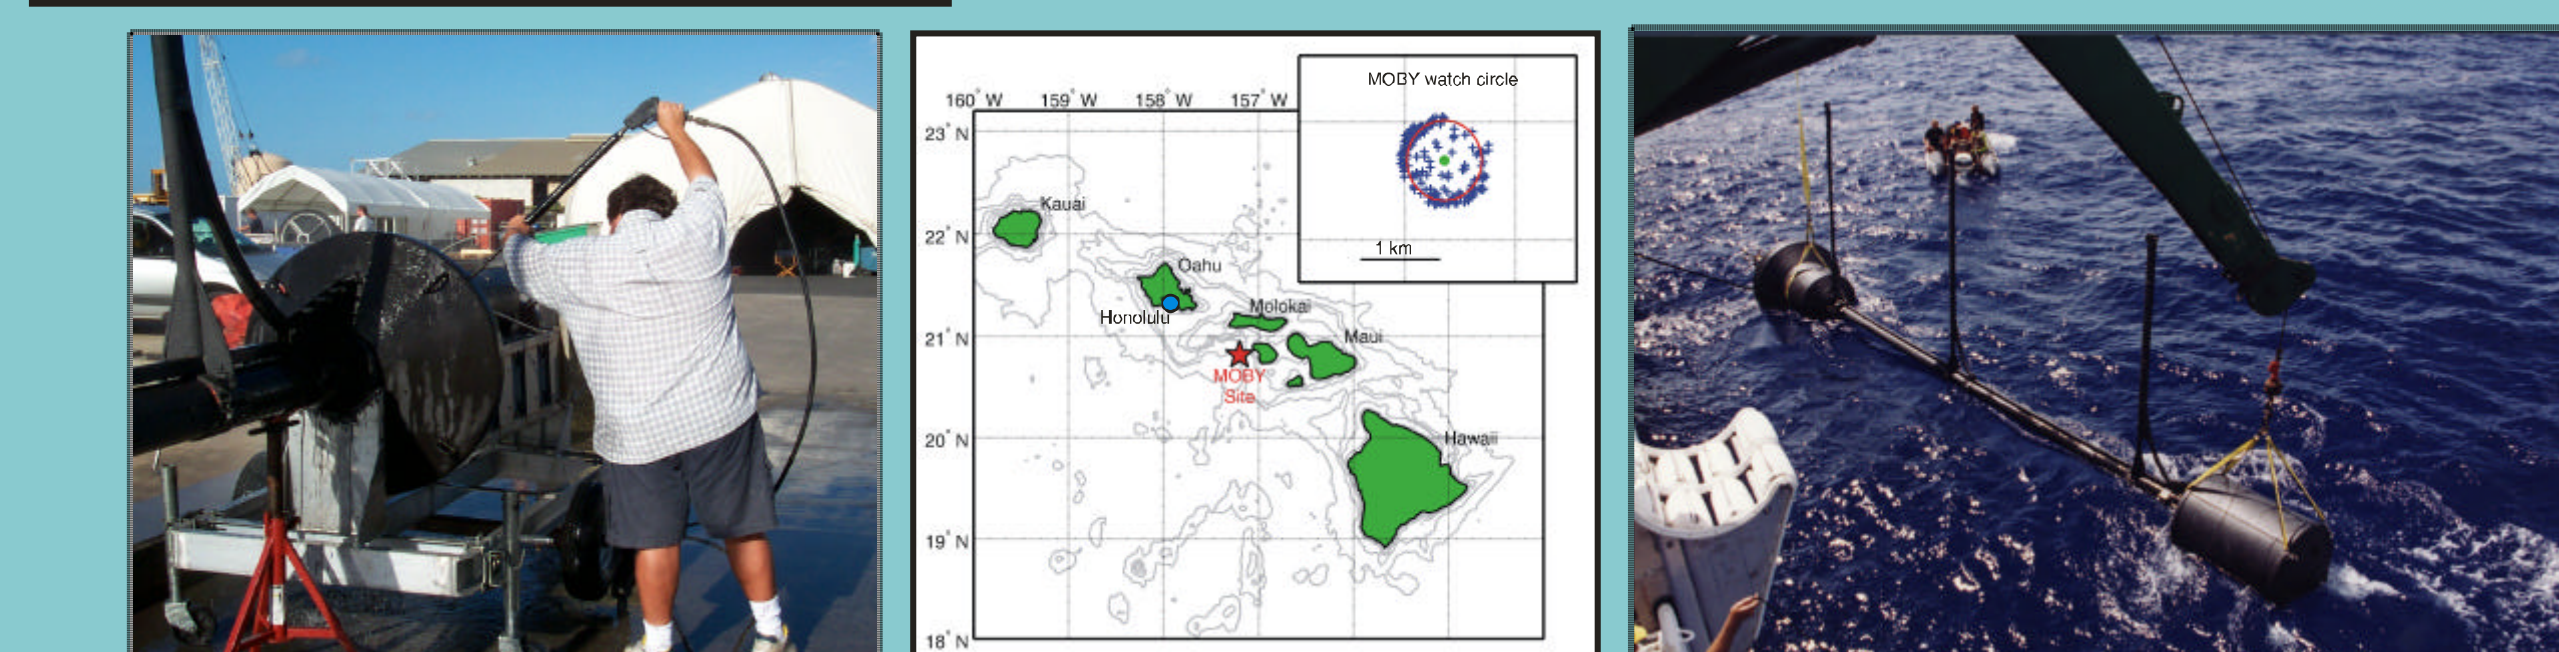 MOBY watch circle
160° W 159° W 158° W 157° W
23° N
Kauai
22° N
1 km
Oahu
Honolulu
Molokai
21° N
Maui
MOBY
Site
20° N
Hawaii
19° N
18° N